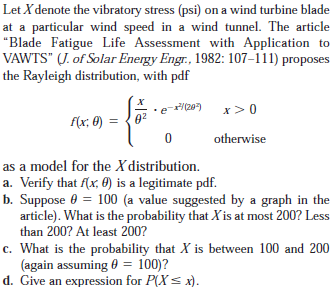 Let X denote the vibratory stress (psi) on a wind turbine blade
at a particular wind speed in a wind tunnel. The article
“Blade Fatigue Life Assessment with Application to
VAWTS” (J. of Solar Energy Engr., 1982: 107–111) proposes
the Rayleigh distribution, with pdf
f(x; θ) = { x/θ² · e^(−x²/(2θ²)) x > 0
0 otherwise
as a model for the X distribution.
a. Verify that f(x; θ) is a legitimate pdf.
b. Suppose θ = 100 (a value suggested by a graph in the
article). What is the probability that X is at most 200? Less
than 200? At least 200?
c. What is the probability that X is between 100 and 200
(again assuming θ = 100)?
d. Give an expression for P(X ≤ x).